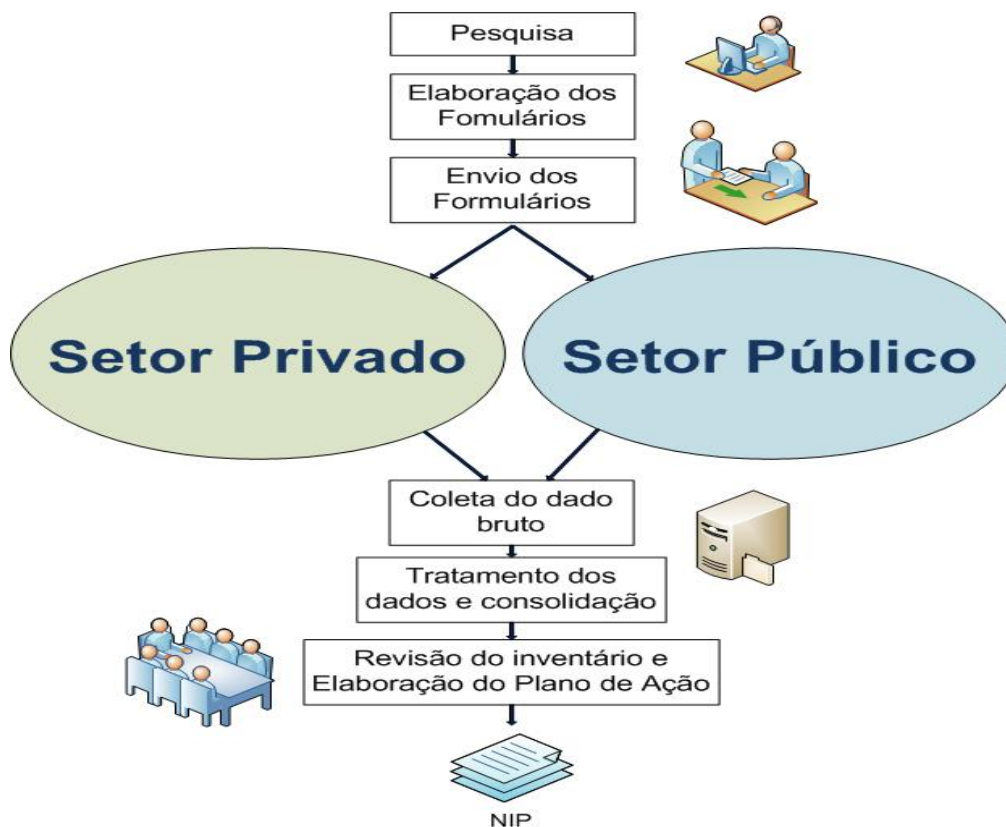 Pesquisa
Elaboração dos
Fomulários
Envio dos
Formulários
Setor Privado
Setor Público
Coleta do dado
bruto
Tratamento dos
dados e consolidação
Revisão do inventário e
Elaboração do Plano de Ação
NIP